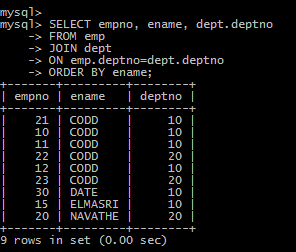 mysql>
mysql> SELECT empno, ename, dept.deptno
    -> FROM emp
    -> JOIN dept
    -> ON emp.deptno=dept.deptno
    -> ORDER BY ename;
+-------+---------+--------+
| empno | ename   | deptno |
+-------+---------+--------+
|    21 | CODD    |     10 |
|    10 | CODD    |     10 |
|    11 | CODD    |     10 |
|    22 | CODD    |     20 |
|    12 | CODD    |     10 |
|    23 | CODD    |     20 |
|    30 | DATE    |     10 |
|    15 | ELMASRI |     10 |
|    20 | NAVATHE |     20 |
+-------+---------+--------+
9 rows in set (0.00 sec)